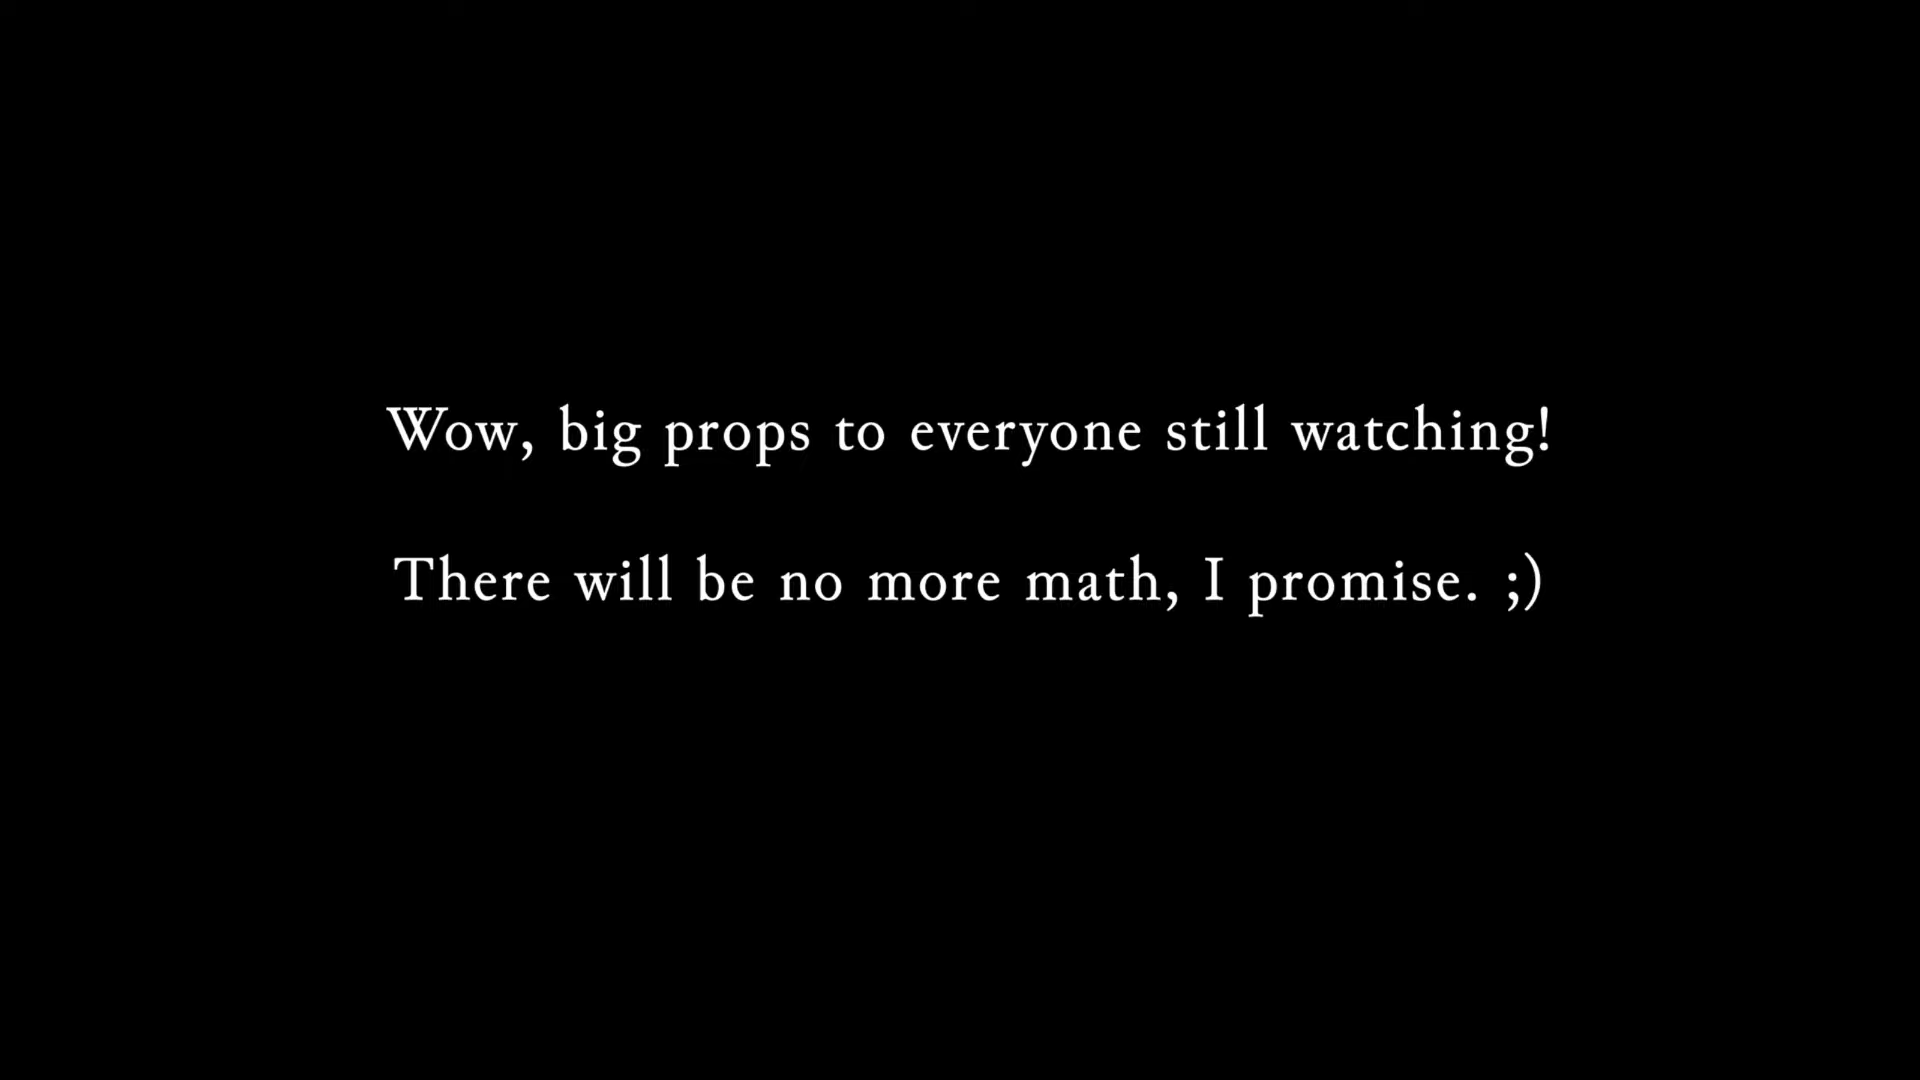 Wow, big props to everyone still watching!
There will be no more math, I promise. ;)